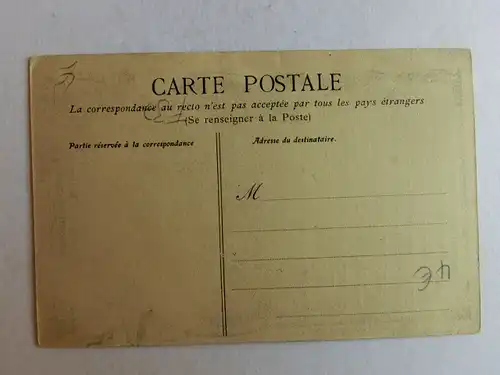 CARTE POSTALE
La correspondance au recto n'est pas acceptée par tous les pays étrangers
(Se renseigner à la Poste)
Partie réservée à la correspondance
Adresse du destinataire.
M